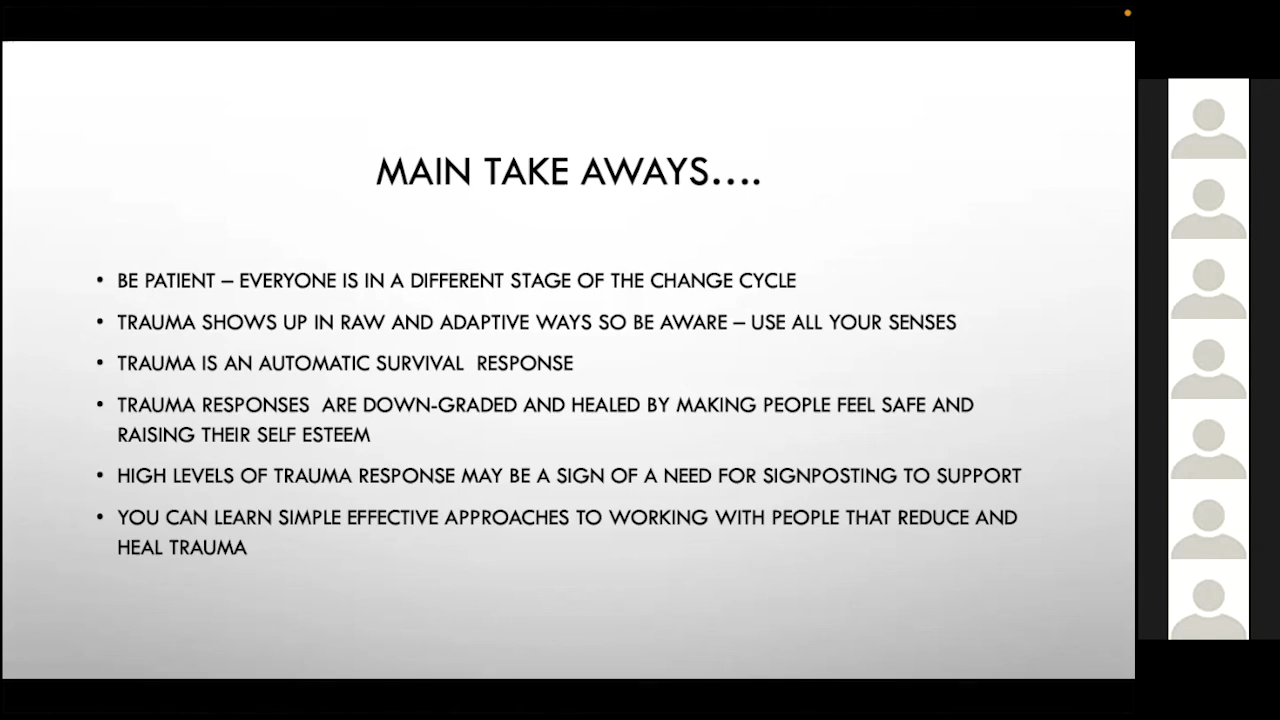 MAIN TAKE AWAYS....
• BE PATIENT – EVERYONE IS IN A DIFFERENT STAGE OF THE CHANGE CYCLE
• TRAUMA SHOWS UP IN RAW AND ADAPTIVE WAYS SO BE AWARE – USE ALL YOUR SENSES
• TRAUMA IS AN AUTOMATIC SURVIVAL  RESPONSE
• TRAUMA RESPONSES  ARE DOWN-GRADED AND HEALED BY MAKING PEOPLE FEEL SAFE AND
RAISING THEIR SELF ESTEEM
• HIGH LEVELS OF TRAUMA RESPONSE MAY BE A SIGN OF A NEED FOR SIGNPOSTING TO SUPPORT
• YOU CAN LEARN SIMPLE EFFECTIVE APPROACHES TO WORKING WITH PEOPLE THAT REDUCE AND
HEAL TRAUMA